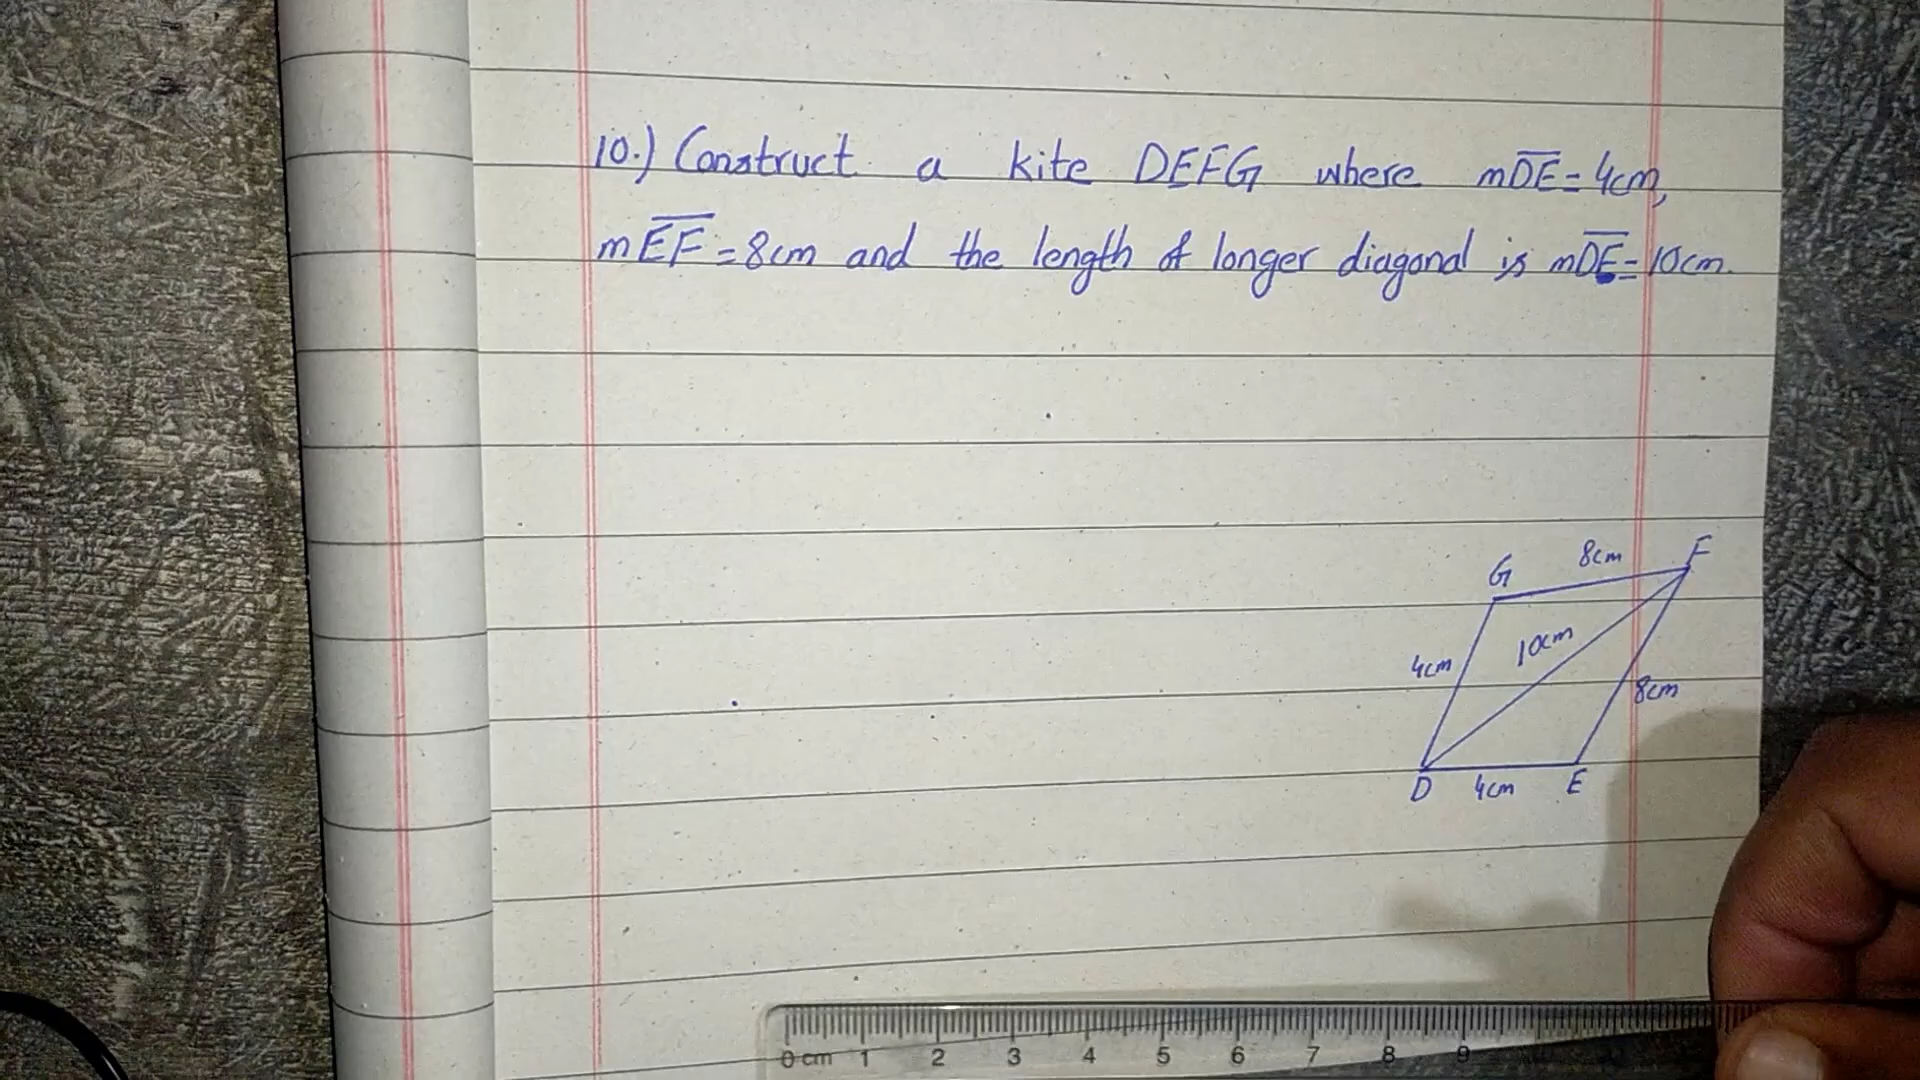 10.) Construct a kite DEFG where mDE = 4cm,
mEF = 8cm and the length of longer diagonal is mDE = 10cm.
G 8cm F
4cm 10cm 8cm
D 4cm E
0 cm 1 2 3 4 5 6 7 8 9